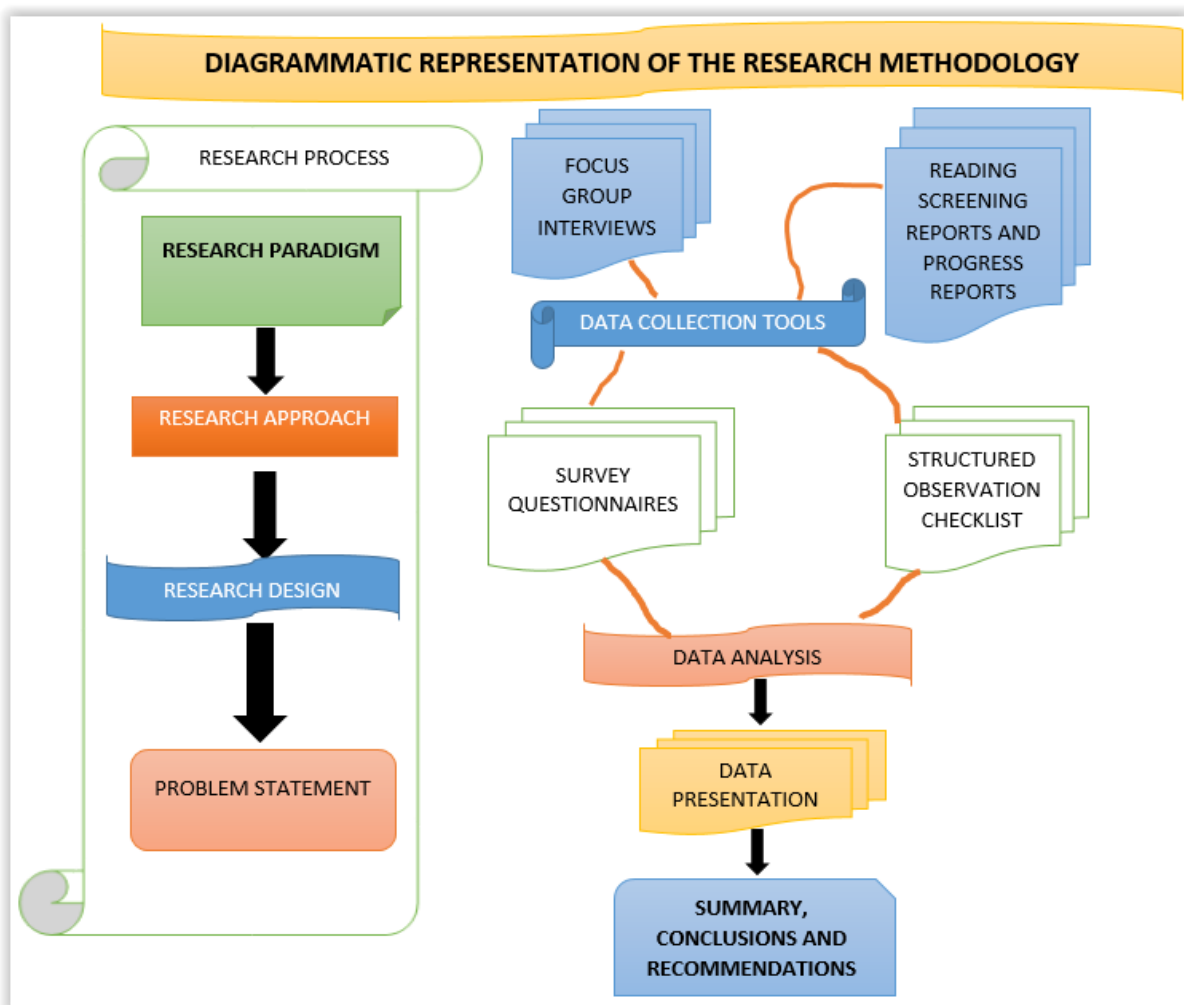 DIAGRAMMATIC REPRESENTATION OF THE RESEARCH METHODOLOGY
RESEARCH PROCESS
RESEARCH PARADIGM
RESEARCH APPROACH
RESEARCH DESIGN
PROBLEM STATEMENT
FOCUS
GROUP
INTERVIEWS
READING
SCREENING
REPORTS AND
PROGRESS
REPORTS
DATA COLLECTION TOOLS
SURVEY
QUESTIONNAIRES
STRUCTURED
OBSERVATION
CHECKLIST
DATA ANALYSIS
DATA
PRESENTATION
SUMMARY,
CONCLUSIONS AND
RECOMMENDATIONS